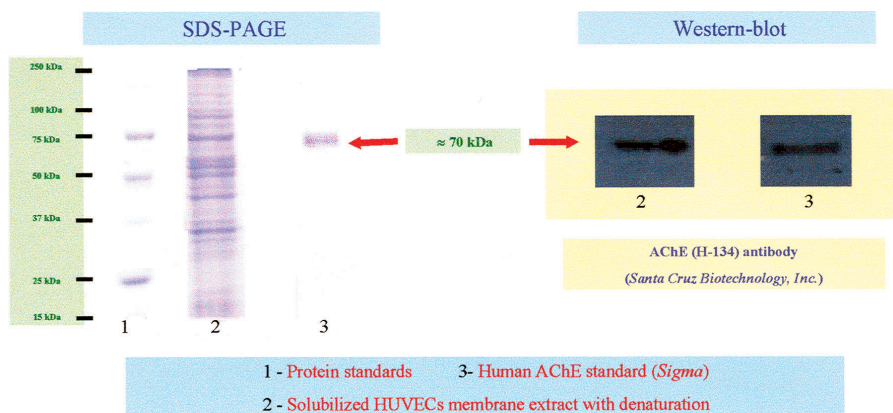 SDS-PAGE
Western-blot
250 kDa
100 kDa
75 kDa
50 kDa
37 kDa
25 kDa
15 kDa
≈ 70 kDa
1 2 3
2 3
AChE (H-134) antibody
(Santa Cruz Biotechnology, Inc.)
1 - Protein standards 3- Human AChE standard (Sigma)
2 - Solubilized HUVECs membrane extract with denaturation